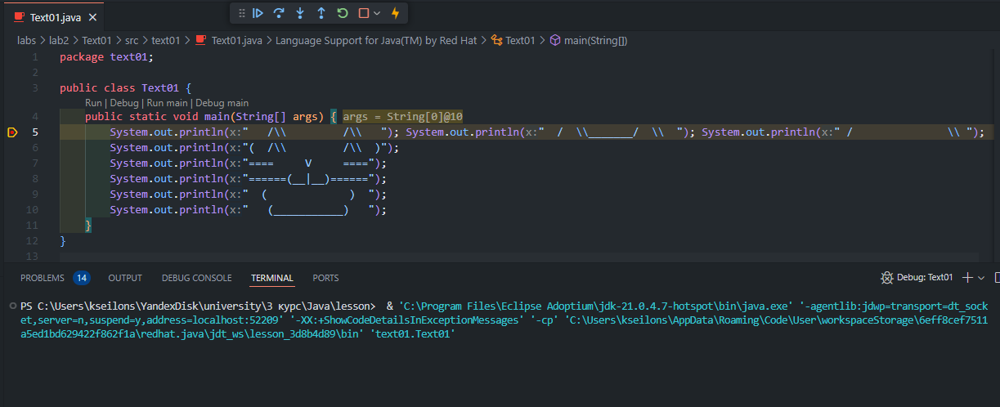 Text01.java
labs > lab2 > Text01 > src > text01 > Text01.java > Language Support for Java(TM) by Red Hat > Text01 > main(String[])
1 package text01;
2
3 public class Text01 {
Run | Debug | Run main | Debug main
4     public static void main(String[] args) { args = String[0]@10
5         System.out.println(x:"   /\\         /\\   "); System.out.println(x:"  /  \\_______/  \\  "); System.out.println(x:" /               \\ ");
6         System.out.println(x:"(  /\\         /\\  )");
7         System.out.println(x:"====     V     ====");
8         System.out.println(x:"======(__|__)======");
9         System.out.println(x:"  (             )  ");
10         System.out.println(x:"   (___________)   ");
11     }
12 }
13
PROBLEMS 14 OUTPUT DEBUG CONSOLE TERMINAL PORTS Debug: Text01
PS C:\Users\kseilons\YandexDisk\university\3 курс\Java\lesson>  & 'C:\Program Files\Eclipse Adoptium\jdk-21.0.4.7-hotspot\bin\java.exe' '-agentlib:jdwp=transport=dt_sock
et,server=n,suspend=y,address=localhost:52209' '-XX:+ShowCodeDetailsInExceptionMessages' '-cp' 'C:\Users\kseilons\AppData\Roaming\Code\User\workspaceStorage\6eff8cef7511
a5ed1bd629422f862f1a\redhat.java\jdt_ws\lesson_3d8b4d89\bin' 'text01.Text01'